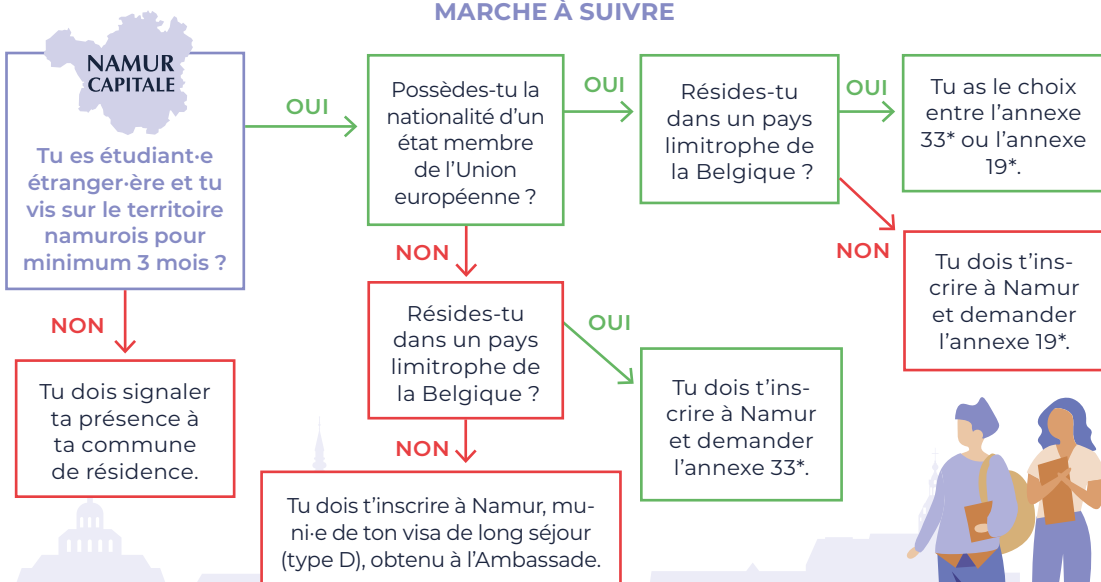 MARCHE À SUIVRE
NAMUR
CAPITALE
Tu es étudiant·e
étranger·ère et tu
vis sur le territoire
namurois pour
minimum 3 mois ?
OUI
Possèdes-tu la
nationalité d'un
état membre
de l'Union
européenne ?
OUI
Résides-tu
dans un pays
limitrophe de
la Belgique ?
OUI
Tu as le choix
entre l'annexe
33* ou l'annexe
19*.
NON
Tu dois t'ins-
crire à Namur
et demander
l'annexe 19*.
NON
Résides-tu
dans un pays
limitrophe de
la Belgique ?
OUI
Tu dois t'ins-
crire à Namur
et demander
l'annexe 33*.
NON
Tu dois t'inscrire à Namur, mu-
ni·e de ton visa de long séjour
(type D), obtenu à l'Ambassade.
NON
Tu dois signaler
ta présence à
ta commune
de résidence.